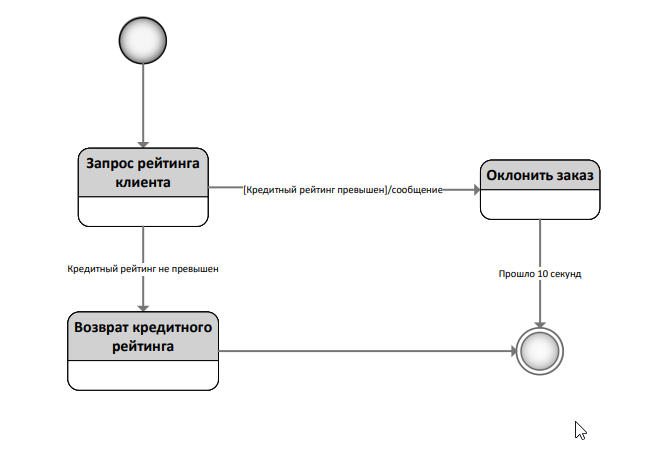 Запрос рейтинга
клиента
[Кредитный рейтинг превышен]/сообщение
Оклонить заказ
Кредитный рейтинг не превышен
Прошло 10 секунд
Возврат кредитного
рейтинга